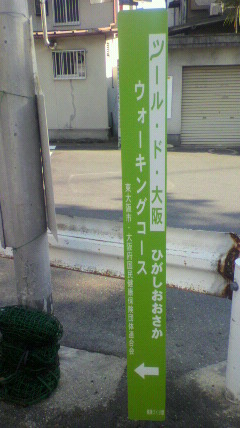 ツール・ド・大阪 ひがしおおさか
ウォーキングコース
東大阪市・大阪府国民健康保険団体連合会